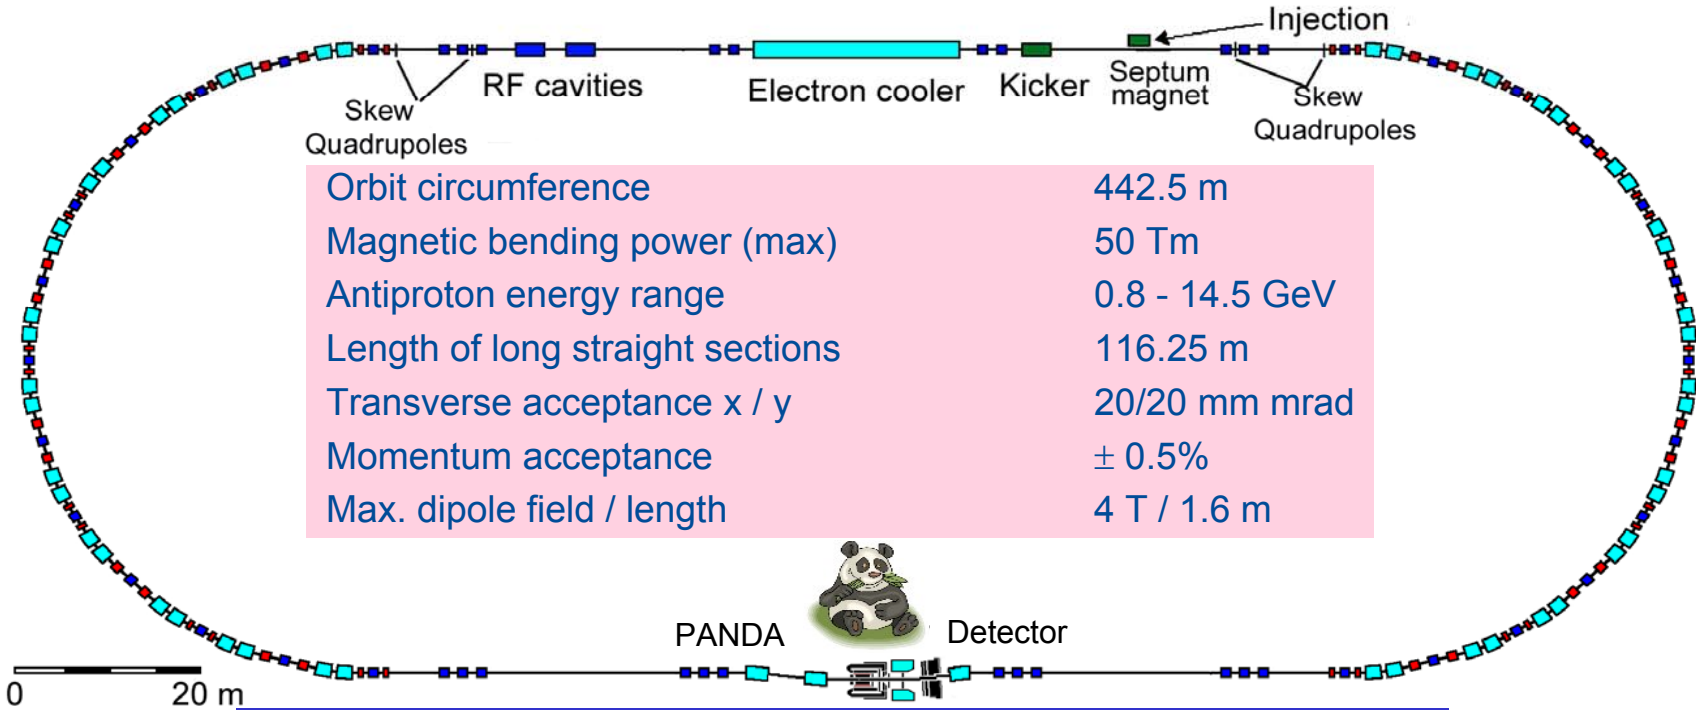 Injection
RF cavities
Electron cooler
Kicker
Septum
magnet
Skew
Quadrupoles
Skew
Quadrupoles
Orbit circumference 442.5 m
Magnetic bending power (max) 50 Tm
Antiproton energy range 0.8 - 14.5 GeV
Length of long straight sections 116.25 m
Transverse acceptance x / y 20/20 mm mrad
Momentum acceptance ± 0.5%
Max. dipole field / length 4 T / 1.6 m
PANDA Detector
0 20 m